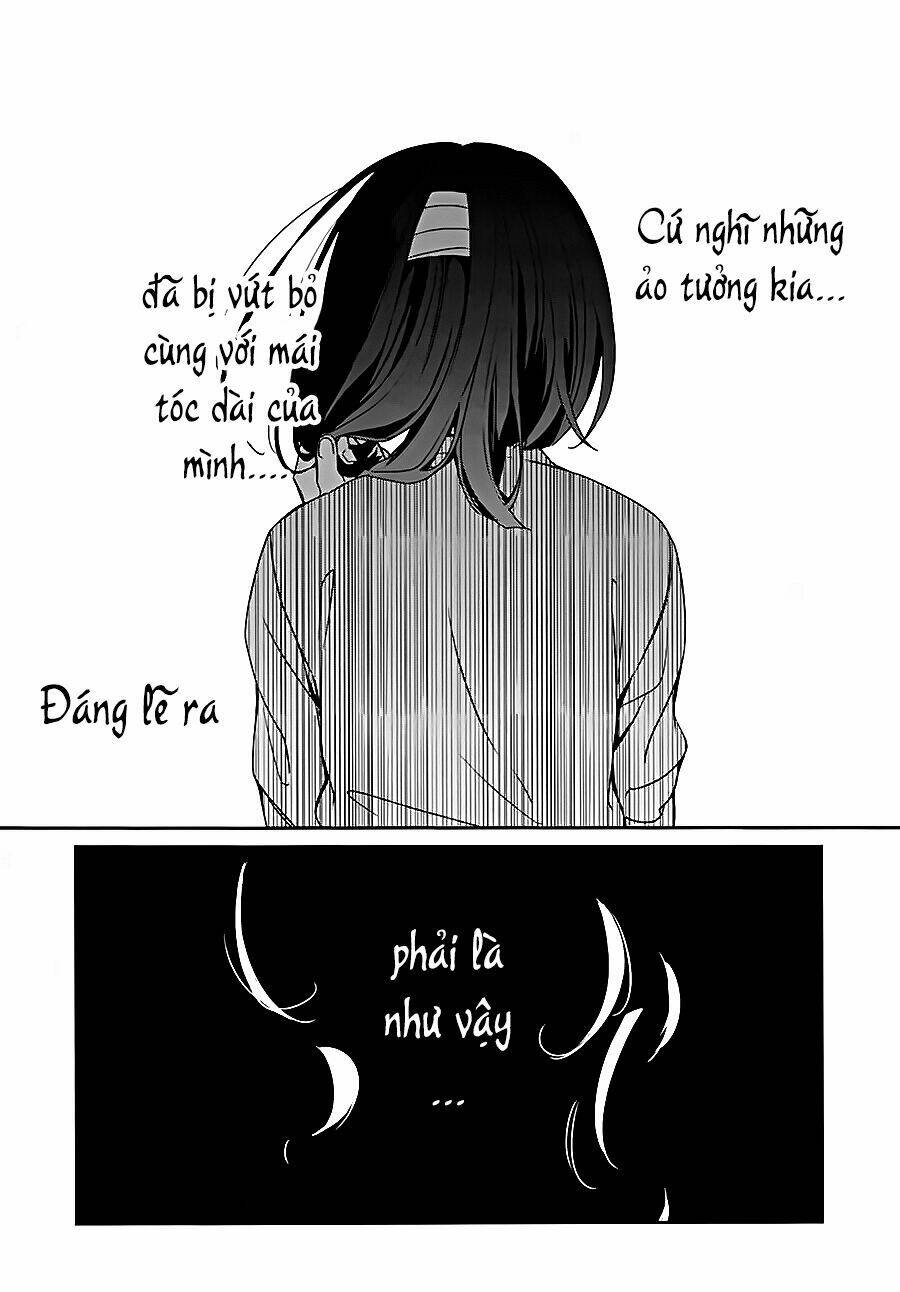 Cứ nghĩ những
ảo tưởng kia...
đã bị vứt bỏ
cùng với mái
tóc dài của
mình.....
Đáng lẽ ra
phải là
như vậy
...